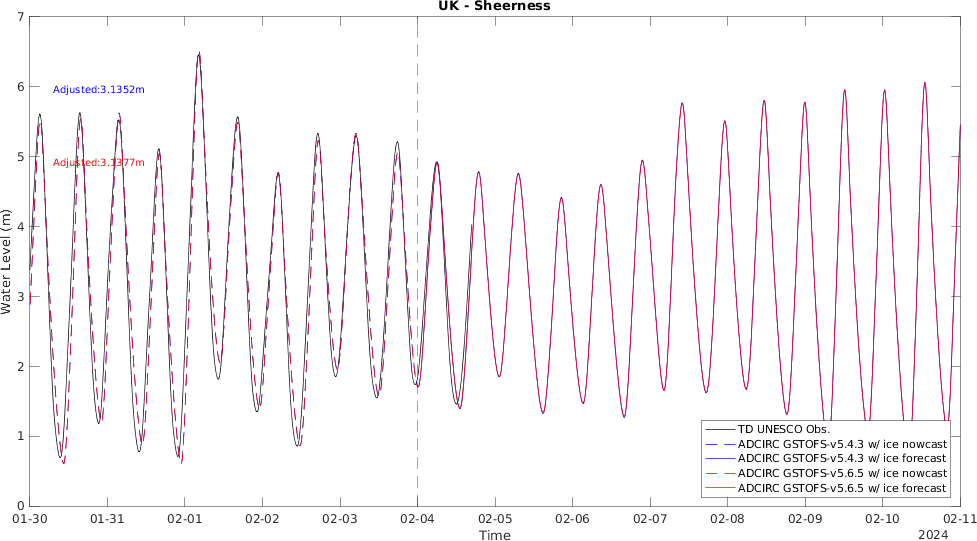 UK - Sheerness
7
6
5
4
3
2
1
0
Water Level (m)
Adjusted:3.1352m
Adjusted:3.1377m
TD UNESCO Obs.
ADCIRC GSTOFS-v5.4.3 w/ ice nowcast
ADCIRC GSTOFS-v5.4.3 w/ ice forecast
ADCIRC GSTOFS-v5.6.5 w/ ice nowcast
ADCIRC GSTOFS-v5.6.5 w/ ice forecast
01-30 01-31 02-01 02-02 02-03 02-04 02-05 02-06 02-07 02-08 02-09 02-10 02-11
Time
2024